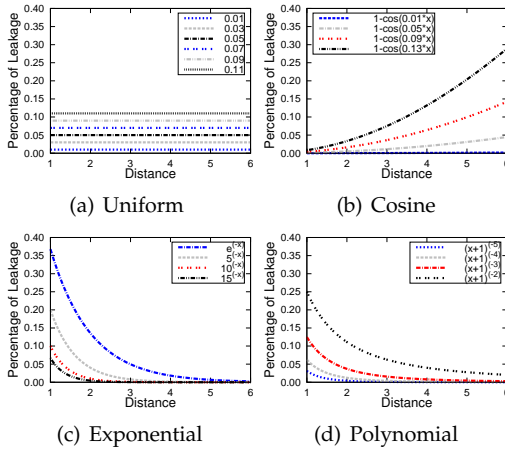 Percentage of Leakage
0.40
0.35
0.30
0.25
0.20
0.15
0.10
0.05
0.00
1 2 3 4 5 6
Distance
0.01
0.03
0.05
0.07
0.09
0.11
(a) Uniform
Percentage of Leakage
0.40
0.35
0.30
0.25
0.20
0.15
0.10
0.05
0.00
1 2 3 4 5 6
Distance
1-cos(0.01*x)
1-cos(0.05*x)
1-cos(0.09*x)
1-cos(0.13*x)
(b) Cosine
Percentage of Leakage
0.40
0.35
0.30
0.25
0.20
0.15
0.10
0.05
0.00
1 2 3 4 5 6
Distance
e^(-x)
5^(-x)
10^(-x)
15^(-x)
(c) Exponential
Percentage of Leakage
0.40
0.35
0.30
0.25
0.20
0.15
0.10
0.05
0.00
1 2 3 4 5 6
Distance
(x+1)^(-5)
(x+1)^(-4)
(x+1)^(-3)
(x+1)^(-2)
(d) Polynomial